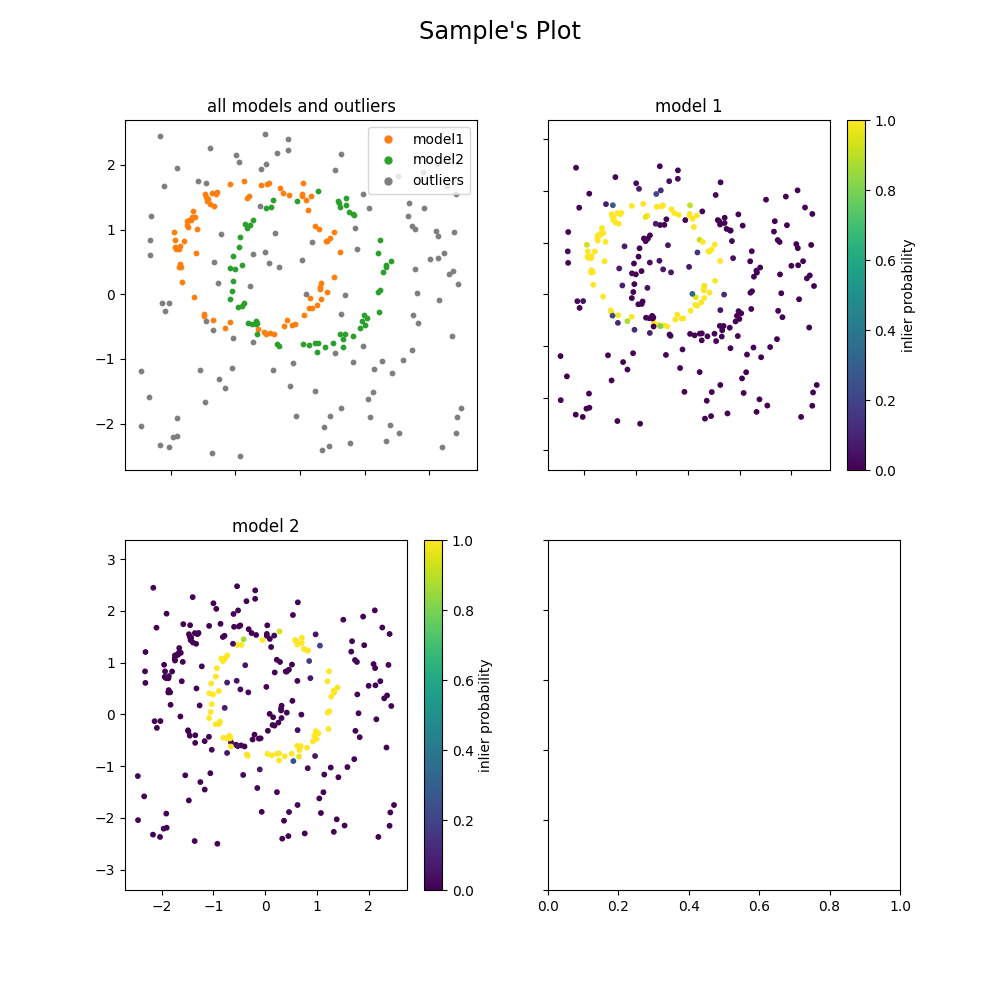 Sample's Plot
all models and outliers
model1
model2
outliers
2
1
0
−1
−2
model 1
1.0
0.8
0.6
0.4
0.2
0.0
inlier probability
model 2
3
2
1
0
−1
−2
−3
−2 −1 0 1 2
1.0
0.8
0.6
0.4
0.2
0.0
inlier probability
0.0 0.2 0.4 0.6 0.8 1.0